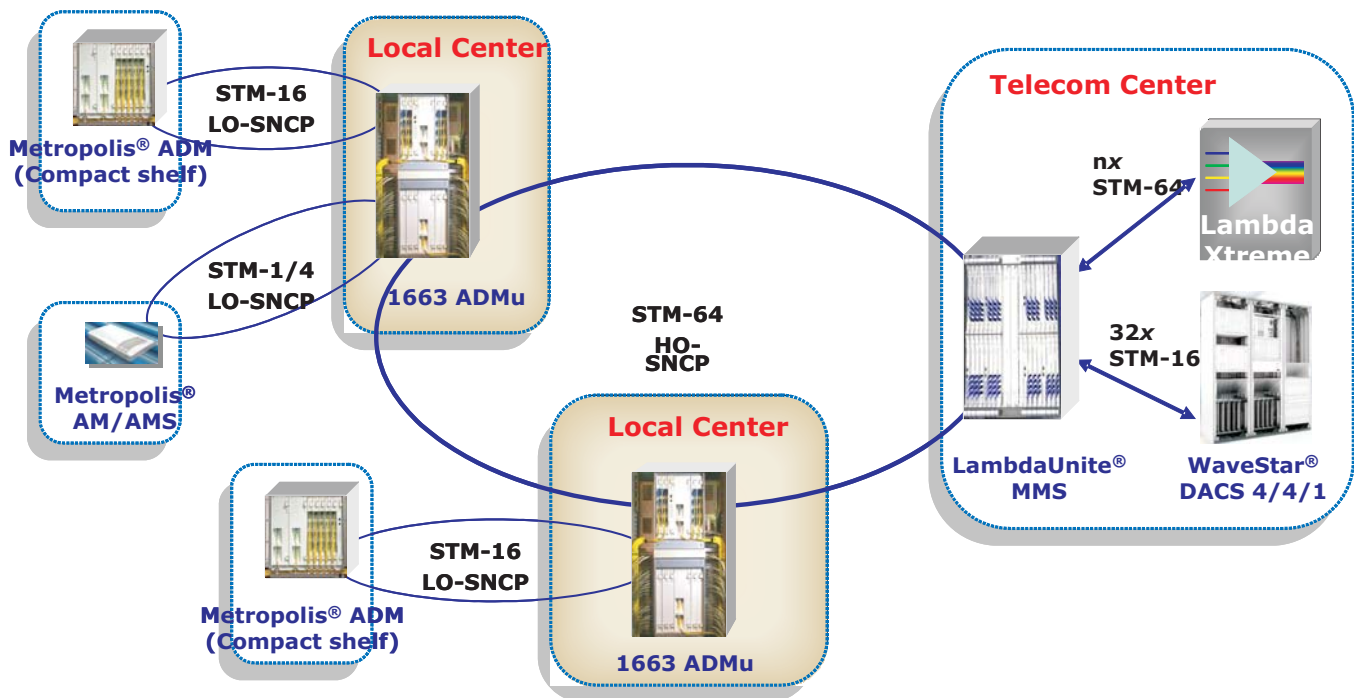 Local Center
STM-16
LO-SNCP
Metropolis® ADM
(Compact shelf)
STM-1/4
LO-SNCP
1663 ADMu
Metropolis®
AM/AMS
STM-64
HO-
SNCP
Telecom Center
nx
STM-64
Lambda
Xtreme
32x
STM-16
LambdaUnite®
MMS
WaveStar®
DACS 4/4/1
Local Center
STM-16
LO-SNCP
Metropolis® ADM
(Compact shelf)
1663 ADMu